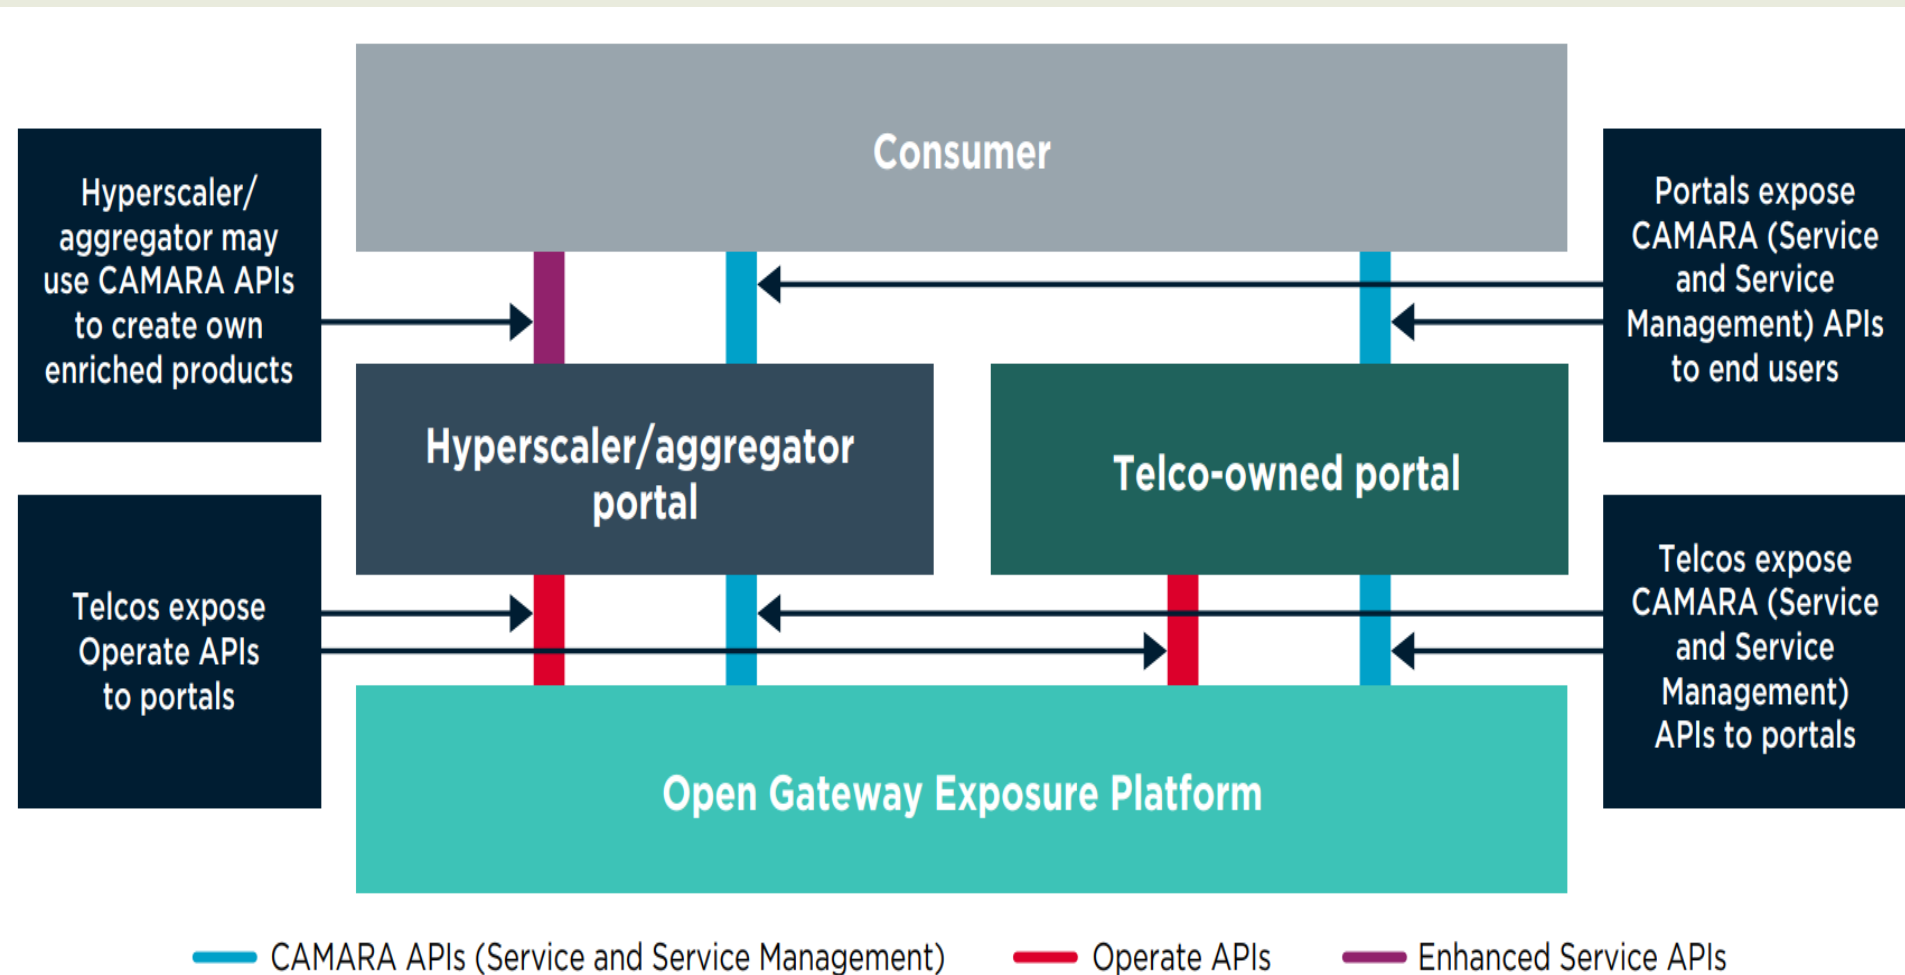 Consumer
Hyperscaler/
aggregator may
use CAMARA APIs
to create own
enriched products
Portals expose
CAMARA (Service
and Service
Management) APIs
to end users
Hyperscaler/aggregator
portal
Telco-owned portal
Telcos expose
Operate APIs
to portals
Telcos expose
CAMARA (Service
and Service
Management)
APIs to portals
Open Gateway Exposure Platform
CAMARA APIs (Service and Service Management)
Operate APIs
Enhanced Service APIs